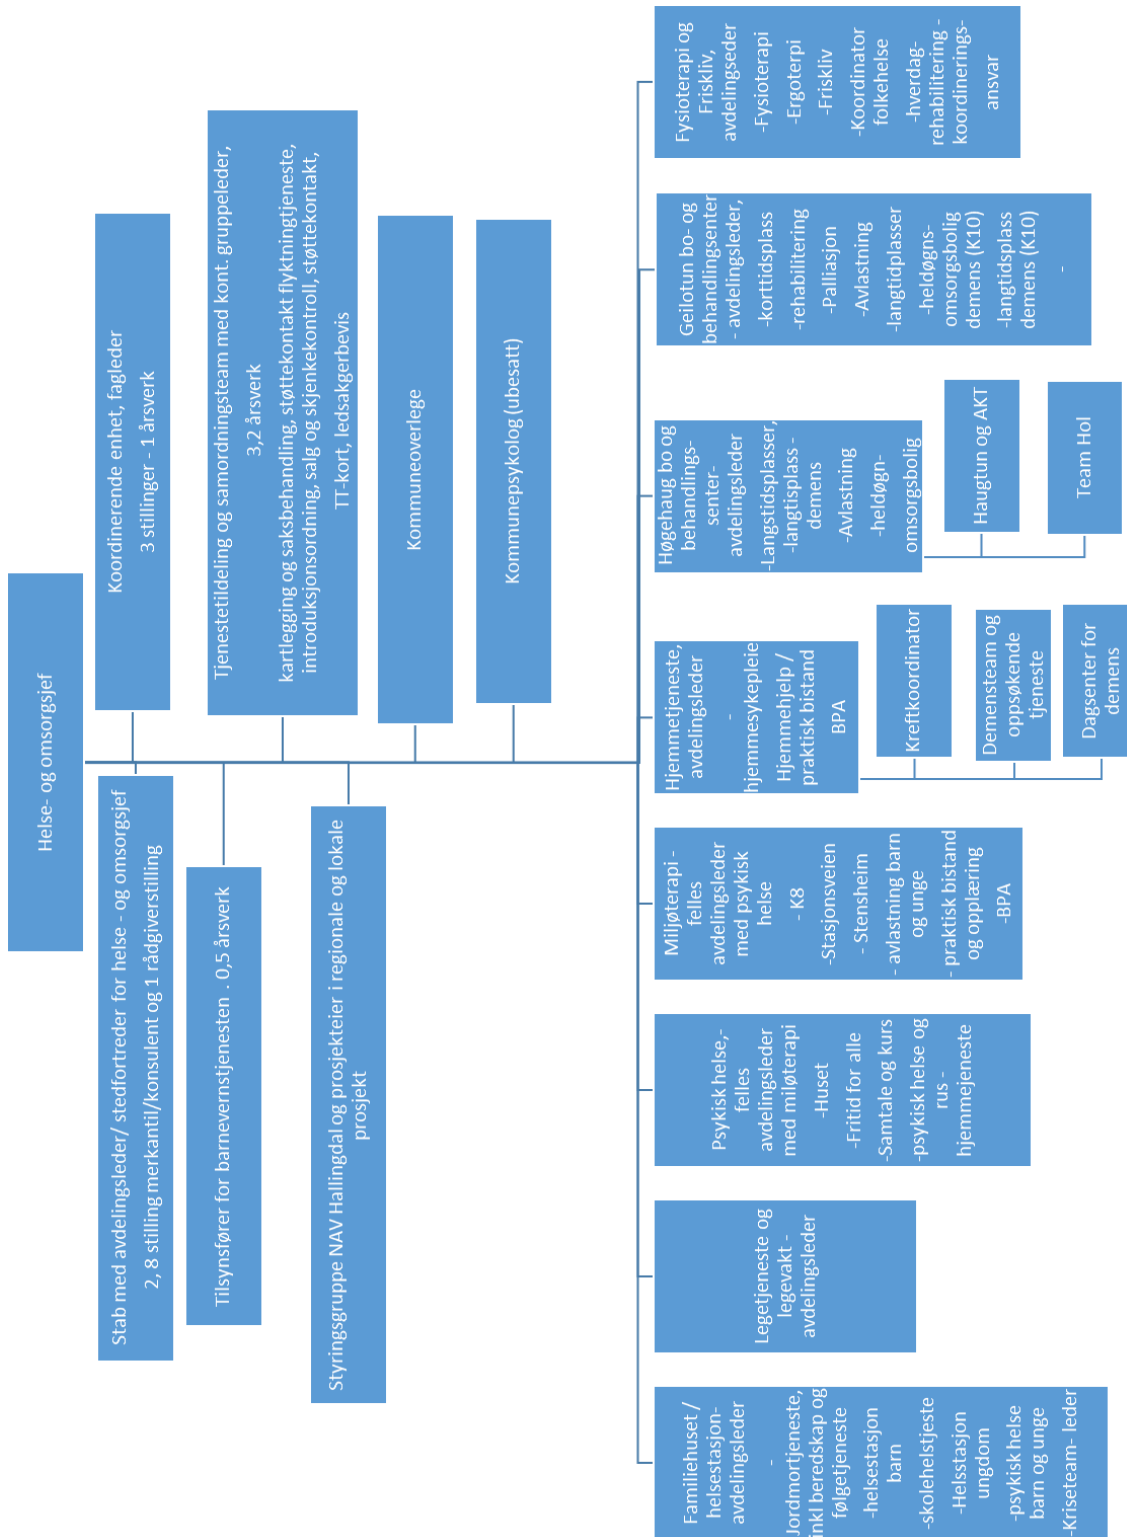 Helse- og omsorgsjef
Stab med avdelingsleder/ stedfortreder for helse - og omsorgsjef
2, 8 stilling merkantil/konsulent og 1 rådgiverstilling
Koordinerende enhet, fagleder
3 stillinger - 1 årsverk
Tilsynsfører for barnevernstjenesten . 0,5 årsverk
Tjenestetildeling og samordningsteam med kont. gruppeleder,
3,2 årsverk
kartlegging og saksbehandling, støttekontakt flyktningtjeneste,
introduksjonsordning, salg og skjenkekontroll, støttekontakt,
TT-kort, ledsakgerbevis
Styringsgruppe NAV Hallingdal og prosjekteier i regionale og lokale
prosjekt
Kommuneoverlege
Kommunepsykolog (ubesatt)
Familiehuset /
helsestasjon-
avdelingsleder
-
Jordmortjeneste,
inkl beredskap og
følgetjeneste
-helsestasjon
barn
-skolehelstjeste
-Helsstasjon
ungdom
-psykisk helse
barn og unge
-Kriseteam- leder
Legetjeneste og
legevakt -
avdelingsleder
Psykisk helse,-
felles
avdelingsleder
med miløterapi
-Huset
-Fritid for alle
-Samtale og kurs
-psykisk helse og
rus -
hjemmejeneste
Miljøterapi -
felles
avdelingsleder
med psykisk
helse
- K8
-Stasjonsveien
- Stensheim
- avlastning barn
og unge
- praktisk bistand
og opplæring
-BPA
Hjemmetjeneste,
avdelingsleder
-
hjemmesykepleie
Hjemmehjelp /
praktisk bistand
BPA
Kreftkoordinator
Demensteam og
oppsøkende
tjeneste
Dagsenter for
demens
Høgehaug bo og
behandlings-
senter-
avdelingsleder
-Langstidsplasser,
-langtisplass -
demens
-Avlastning
-heldøgn-
omsorgsbolig
Haugtun og AKT
Team Hol
Geilotun bo- og
behandlingsenter
- avdelingsleder,
-korttidsplass
-rehabilitering
-Palliasjon
-Avlastning
-langtidplasser
-heldøgns-
omsorgsbolig
demens (K10)
-langtidsplass
demens (K10)
-
Fysioterapi og
Friskliv,
avdelingseder
-Fysioterapi
-Ergoterpi
-Friskliv
-Koordinator
folkehelse
-hverdag-
rehabilitering -
koordinerings-
ansvar